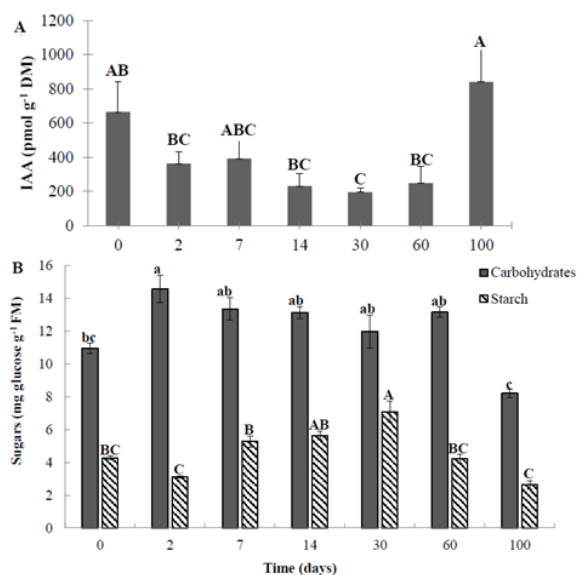 A
IAA (pmol g⁻¹ DM)
1200
1000
800
600
400
200
0
AB
BC
ABC
BC
C
BC
A
0 2 7 14 30 60 100
B
Sugars (mg glucose g⁻¹ FM)
16
14
12
10
8
6
4
2
0
Carbohydrates
Starch
bc a ab ab ab ab c
BC C B AB A BC C
0 2 7 14 30 60 100
Time (days)